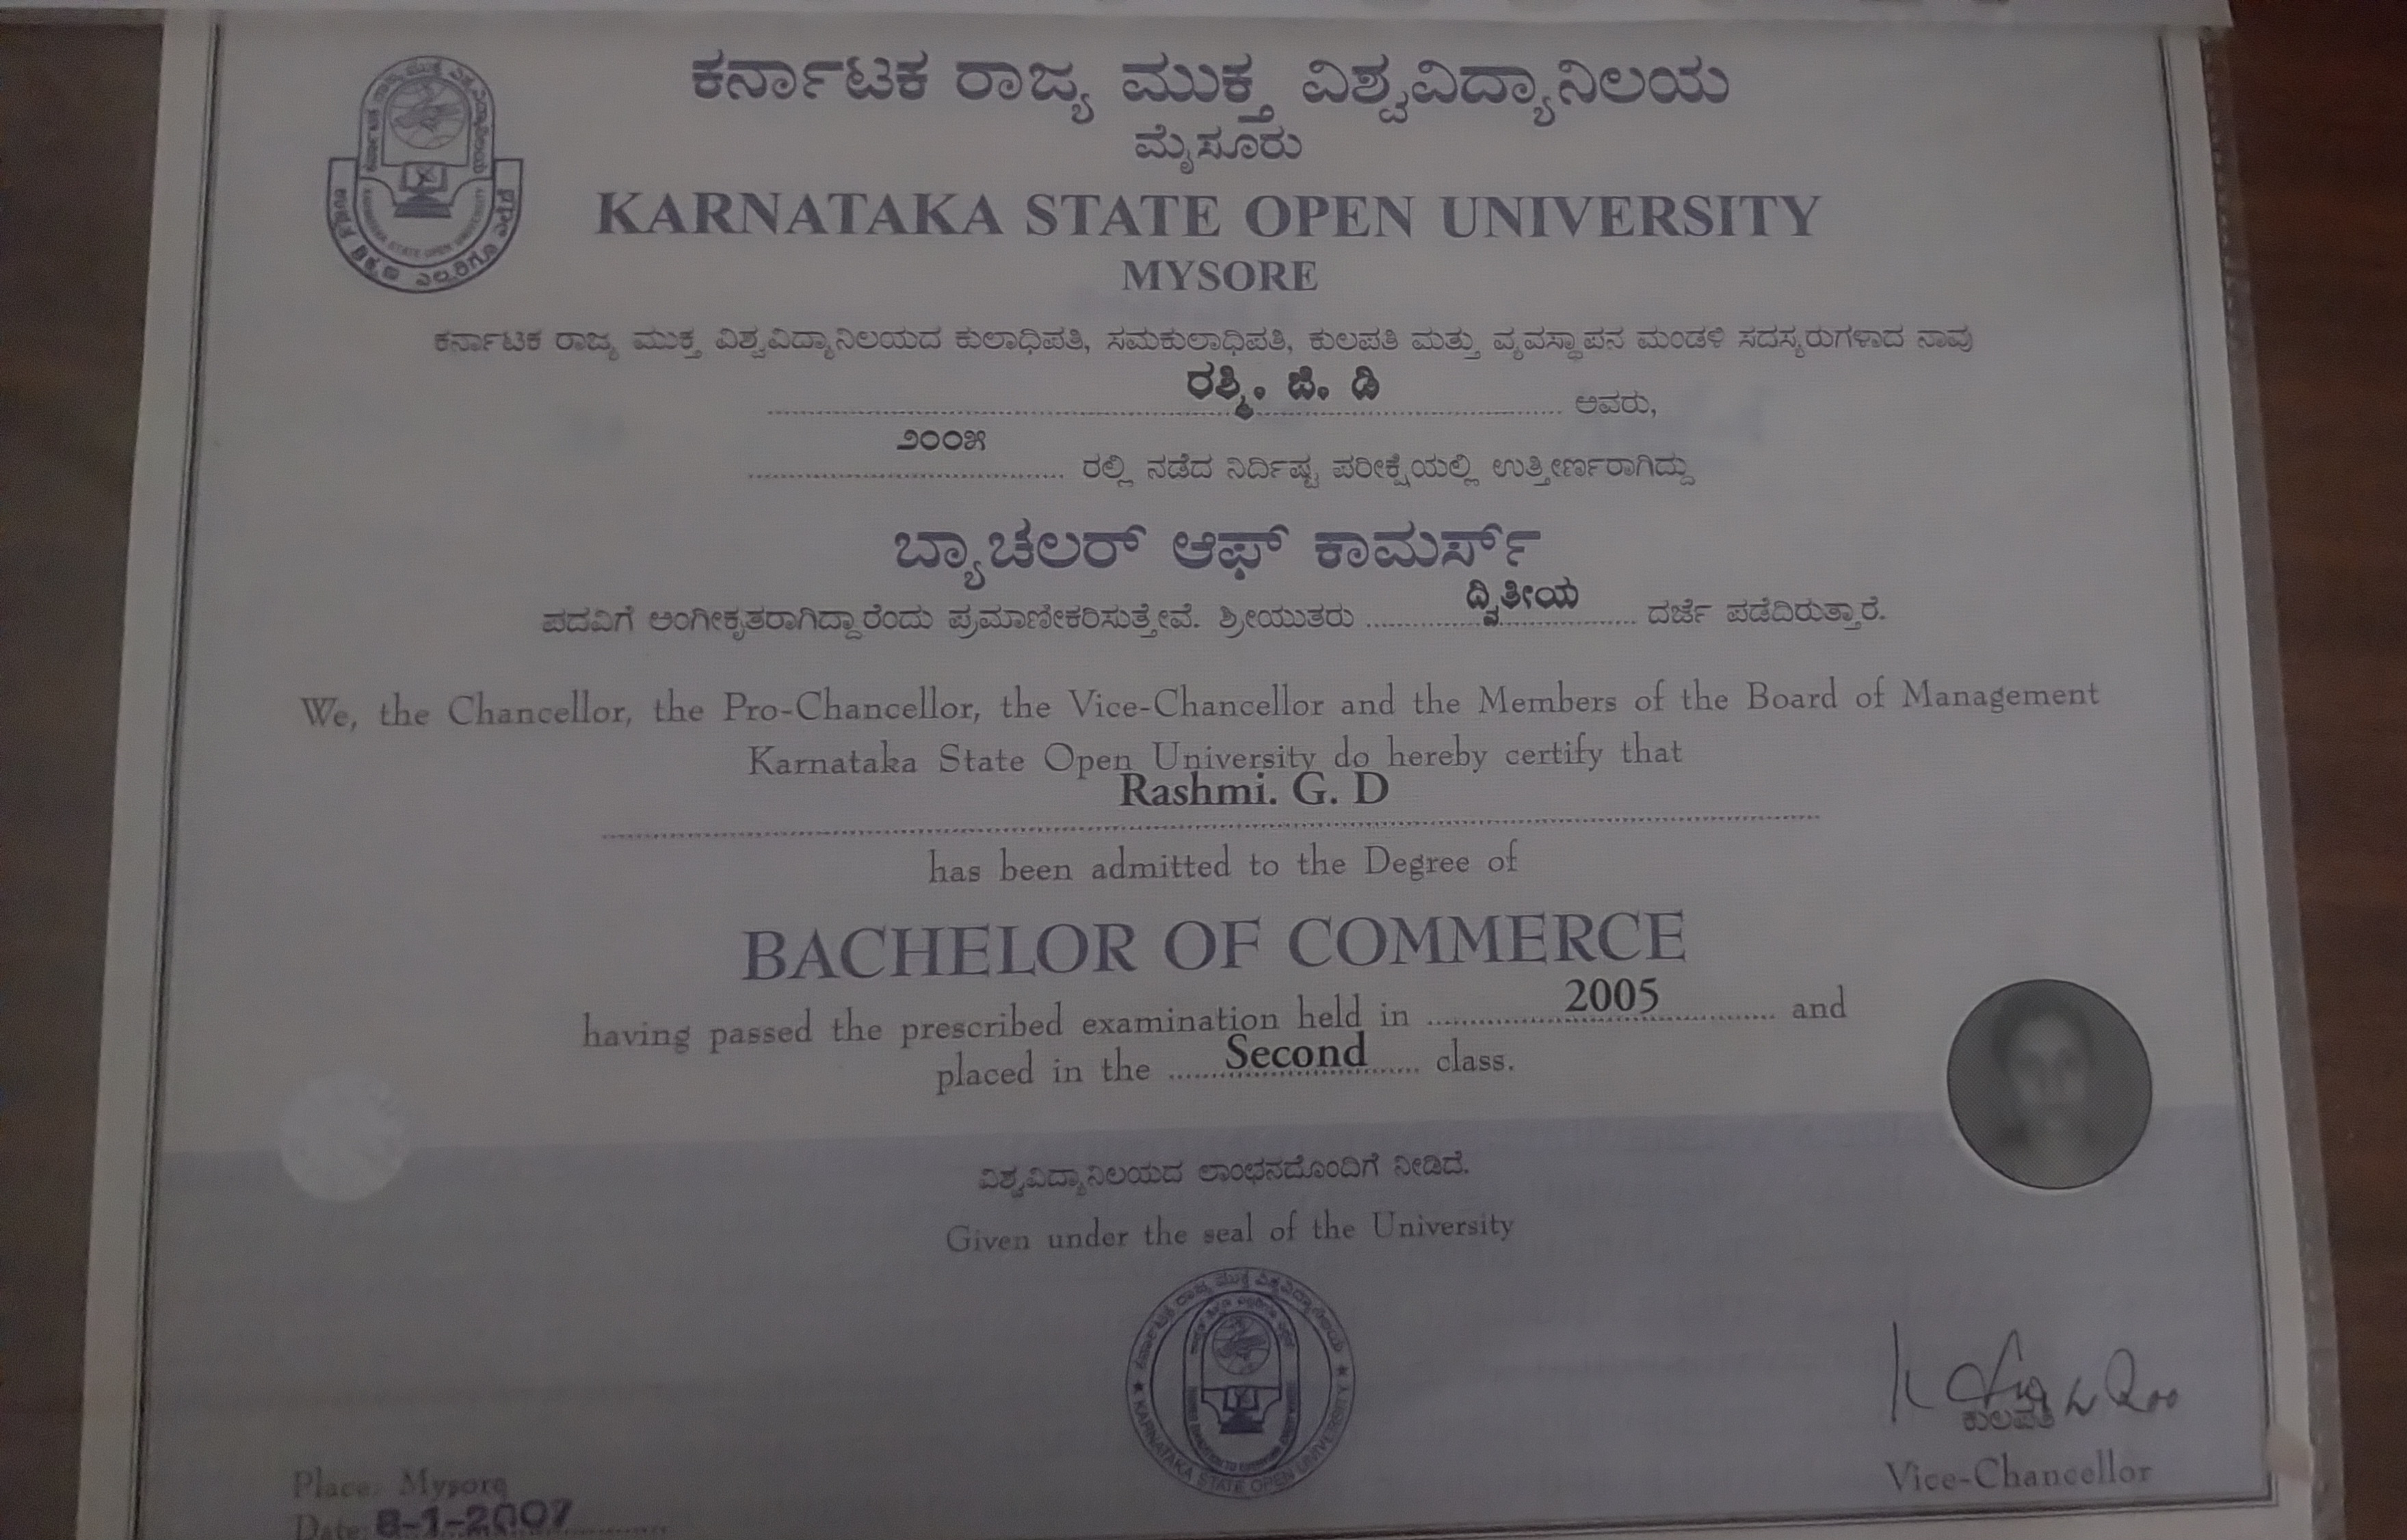 ಕರ್ನಾಟಕ ರಾಜ್ಯ ಮುಕ್ತ ವಿಶ್ವವಿದ್ಯಾನಿಲಯ
ಮೈಸೂರು
KARNATAKA STATE OPEN UNIVERSITY
MYSORE
ಕರ್ನಾಟಕ ರಾಜ್ಯ ಮುಕ್ತ ವಿಶ್ವವಿದ್ಯಾನಿಲಯದ ಕುಲಾಧಿಪತಿ, ಸಮಕುಲಾಧಿಪತಿ, ಕುಲಪತಿ ಮತ್ತು ವ್ಯವಸ್ಥಾಪನ ಮಂಡಳಿ ಸದಸ್ಯರುಗಳಾದ ನಾವು
ರಶ್ಮಿ. ಜಿ. ಡಿ ಅವರು,
೨೦೦೫ ರಲ್ಲಿ ನಡೆದ ನಿರ್ದಿಷ್ಟ ಪರೀಕ್ಷೆಯಲ್ಲಿ ಉತ್ತೀರ್ಣರಾಗಿದ್ದು
ಬ್ಯಾಚಲರ್ ಆಫ್ ಕಾಮರ್ಸ್
ಪದವಿಗೆ ಅಂಗೀಕೃತರಾಗಿದ್ದಾರೆಂದು ಪ್ರಮಾಣೀಕರಿಸುತ್ತೇವೆ. ಶ್ರೀಯುತರು ದ್ವಿತೀಯ ದರ್ಜೆ ಪಡೆದಿರುತ್ತಾರೆ.
We, the Chancellor, the Pro-Chancellor, the Vice-Chancellor and the Members of the Board of Management
Karnataka State Open University do hereby certify that
Rashmi. G. D
has been admitted to the Degree of
BACHELOR OF COMMERCE
having passed the prescribed examination held in 2005 and
placed in the Second class.
ವಿಶ್ವವಿದ್ಯಾನಿಲಯದ ಲಾಂಛನದೊಂದಿಗೆ ನೀಡಿದೆ.
Given under the seal of the University
ಕರ್ನಾಟಕ ರಾಜ್ಯ ಮುಕ್ತ ವಿಶ್ವವಿದ್ಯಾನಿಲಯ
KARNATAKA STATE OPEN UNIVERSITY
ಕುಲಪತಿ
Vice-Chancellor
Place: Mysore
Date: 8-1-2007